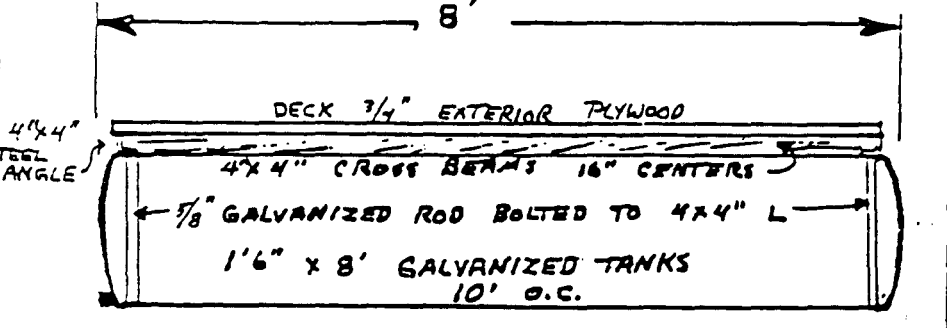 8'
DECK 3/4" EXTERIOR PLYWOOD
4"X4"
STEEL
ANGLE
4"X4" CROSS BEAMS 16" CENTERS
5/8" GALVANIZED ROD BOLTED TO 4X4" L
1'6" x 8' GALVANIZED TANKS
10' O.C.